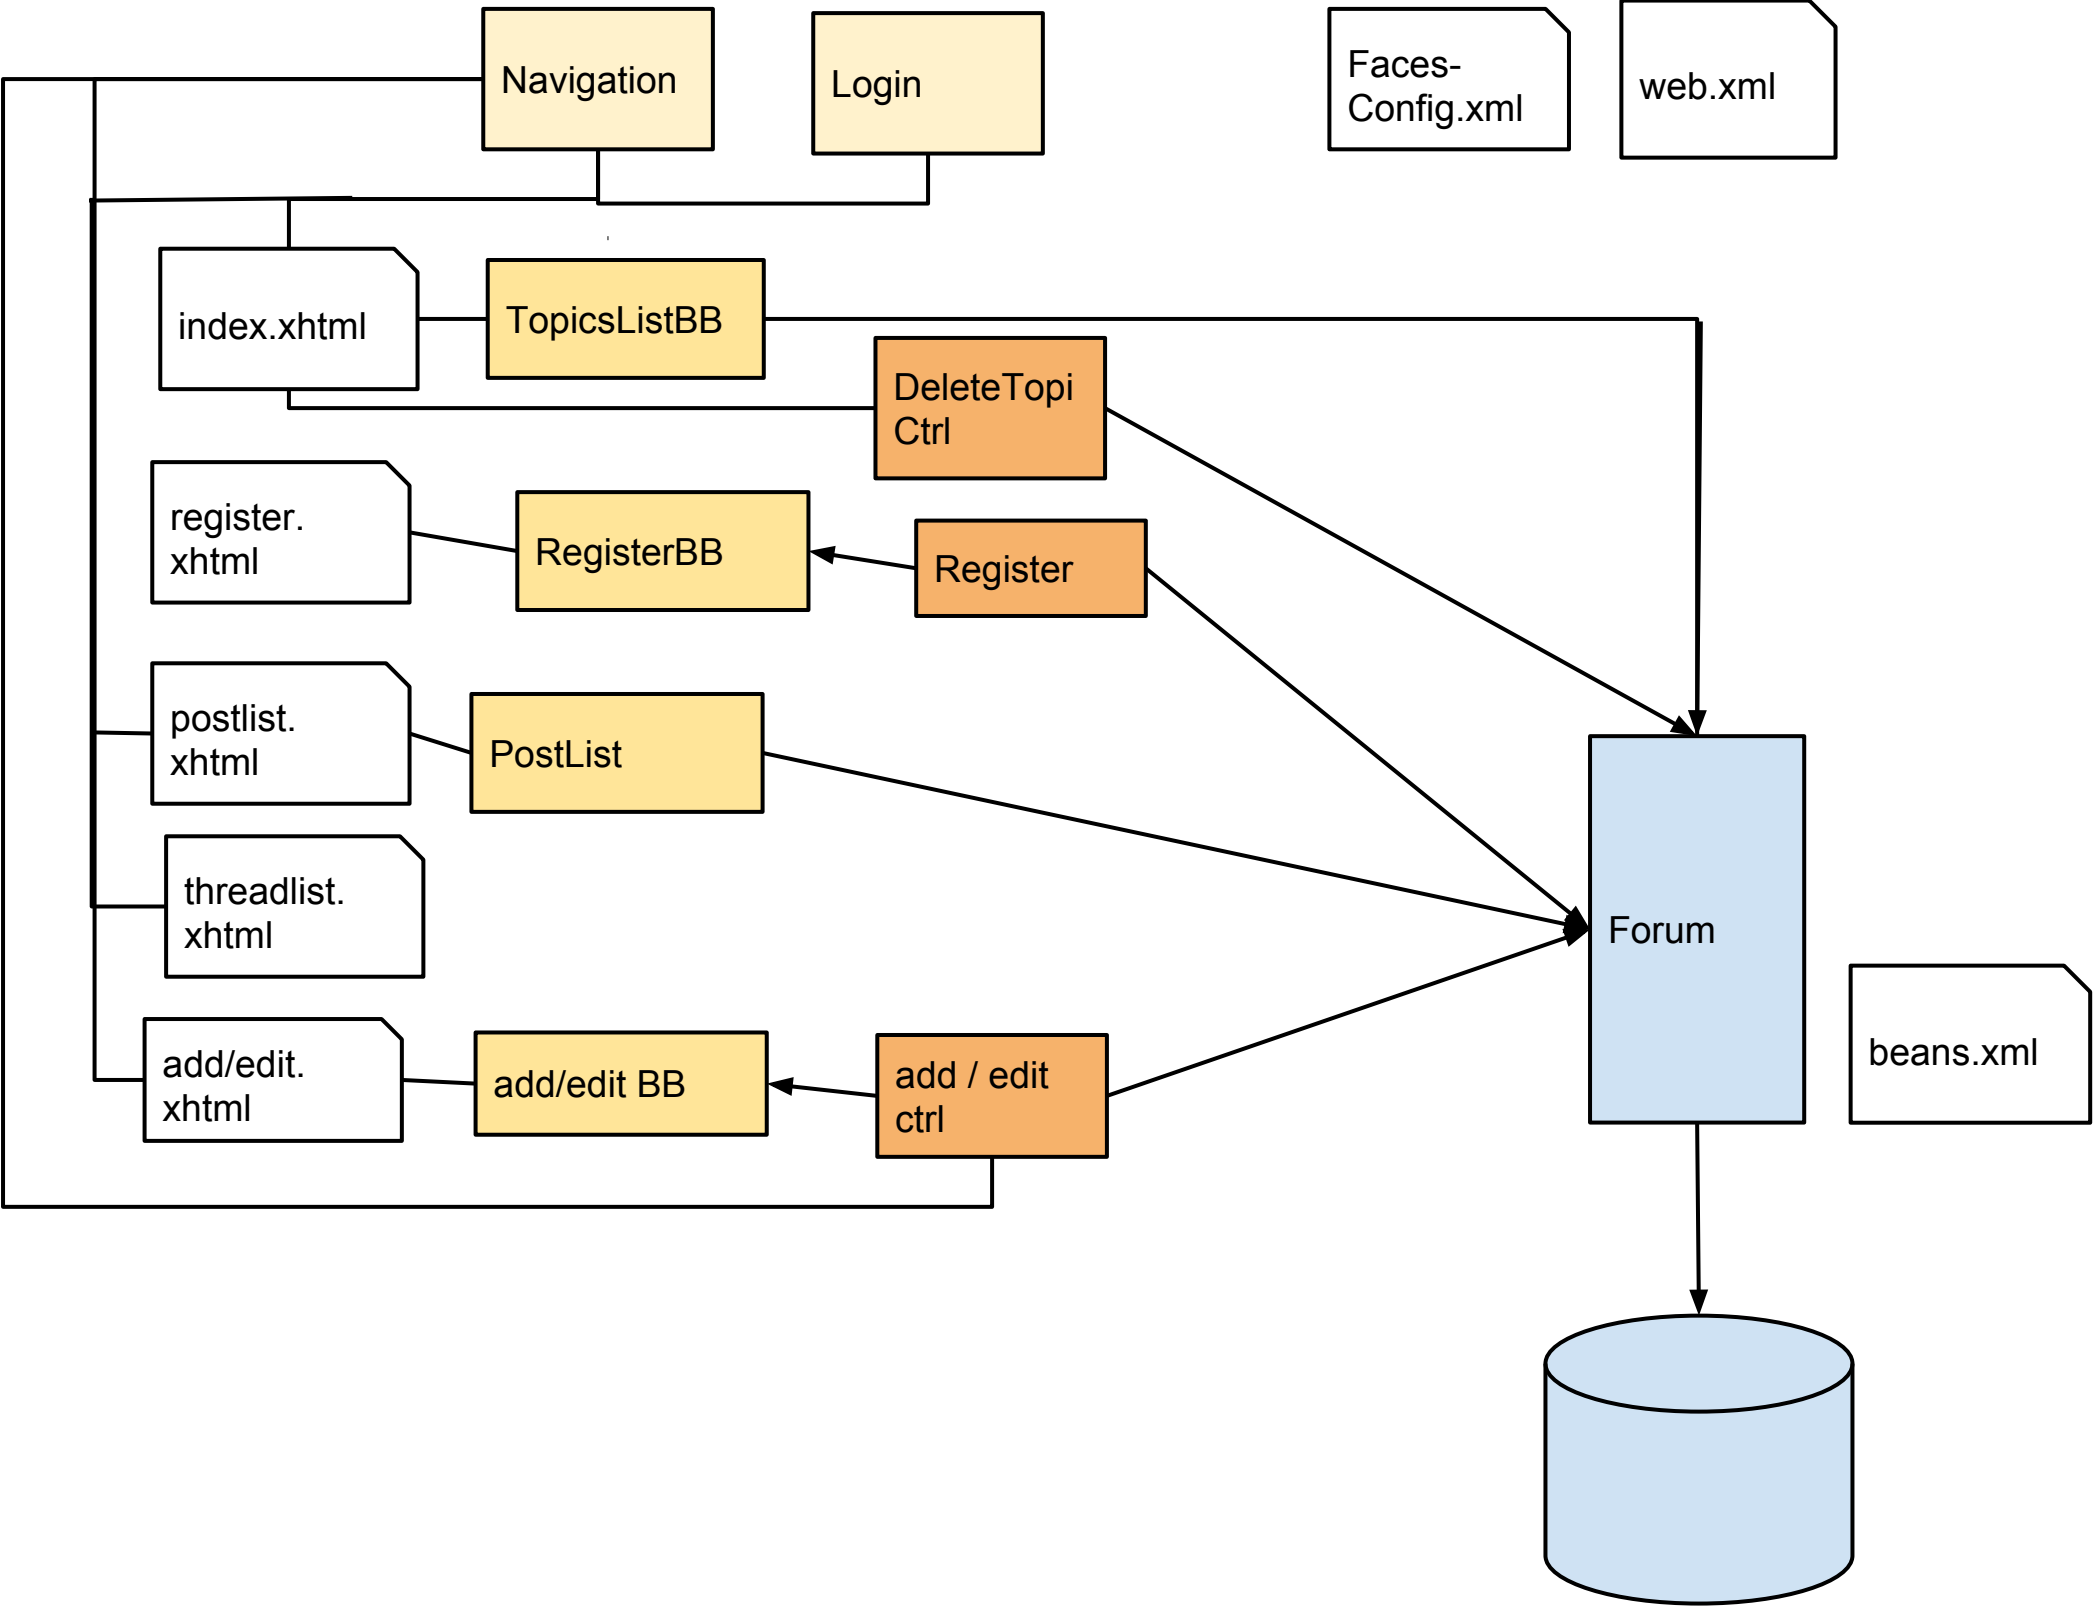 Navigation
Login
Faces-
Config.xml
web.xml
index.xhtml
TopicsListBB
DeleteTopi
Ctrl
register.
xhtml
RegisterBB
Register
postlist.
xhtml
PostList
threadlist.
xhtml
Forum
add/edit.
xhtml
add/edit BB
add / edit
ctrl
beans.xml